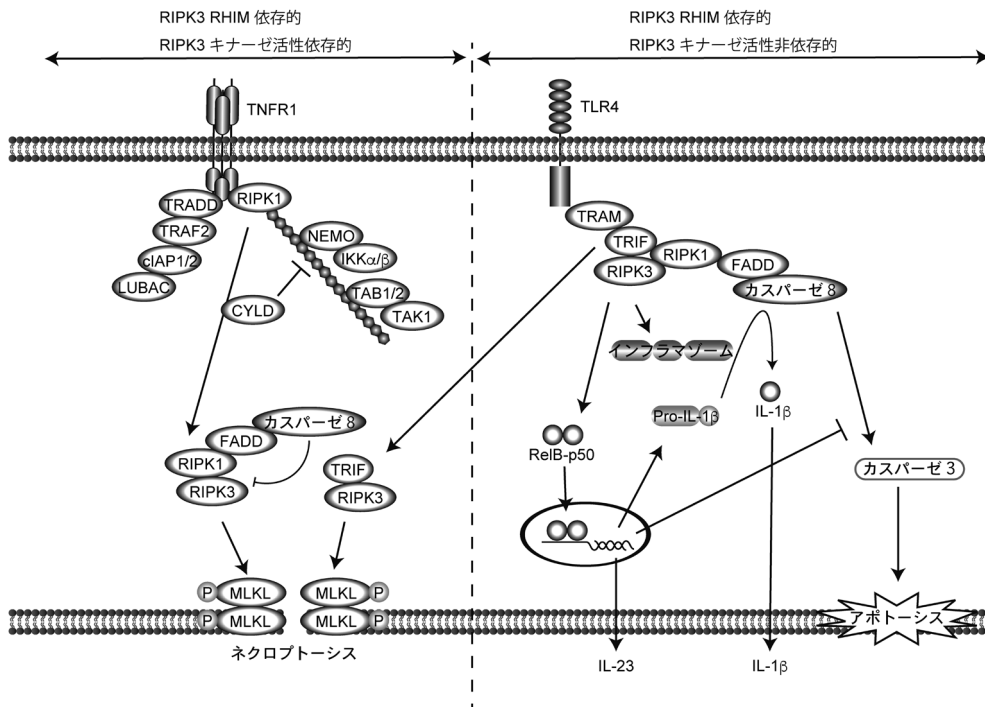 RIPK3 RHIM 依存的
RIPK3 キナーゼ活性依存的
RIPK3 RHIM 依存的
RIPK3 キナーゼ活性非依存的
TNFR1
TRADD
RIPK1
TRAF2
cIAP1/2
LUBAC
NEMO
IKKα/β
TAB1/2
TAK1
CYLD
カスパーゼ 8
FADD
RIPK1
RIPK3
TRIF
RIPK3
P
MLKL
MLKL
P
P
MLKL
MLKL
P
ネクロプトーシス
TLR4
TRAM
TRIF
RIPK3
RIPK1
FADD
カスパーゼ 8
インフラマゾーム
Pro-IL-1β
IL-1β
RelB-p50
カスパーゼ 3
アポトーシス
IL-23
IL-1β